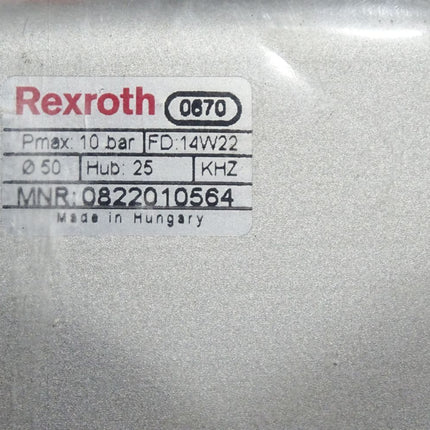 Rexroth 0670
Pmax: 10 bar FD:14W22
Ø 50 Hub: 25 KHZ
MNR:0822010564
Made in Hungary